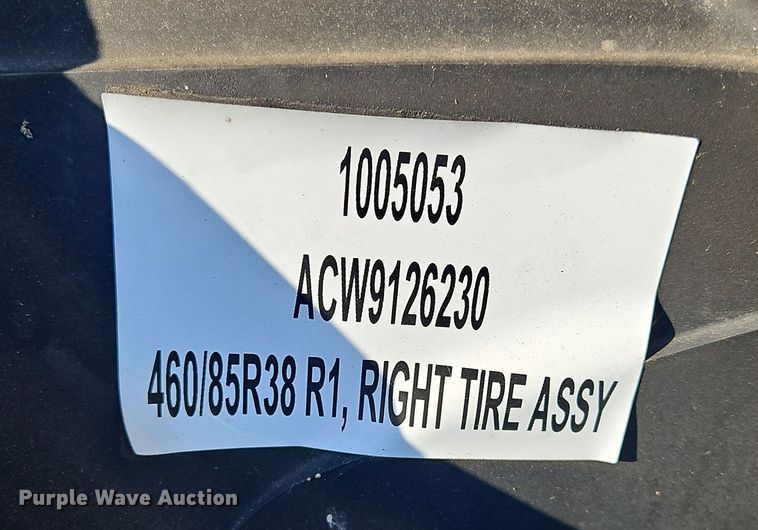 1005053
ACW9126230
460/85R38 R1, RIGHT TIRE ASSY
Purple Wave Auction